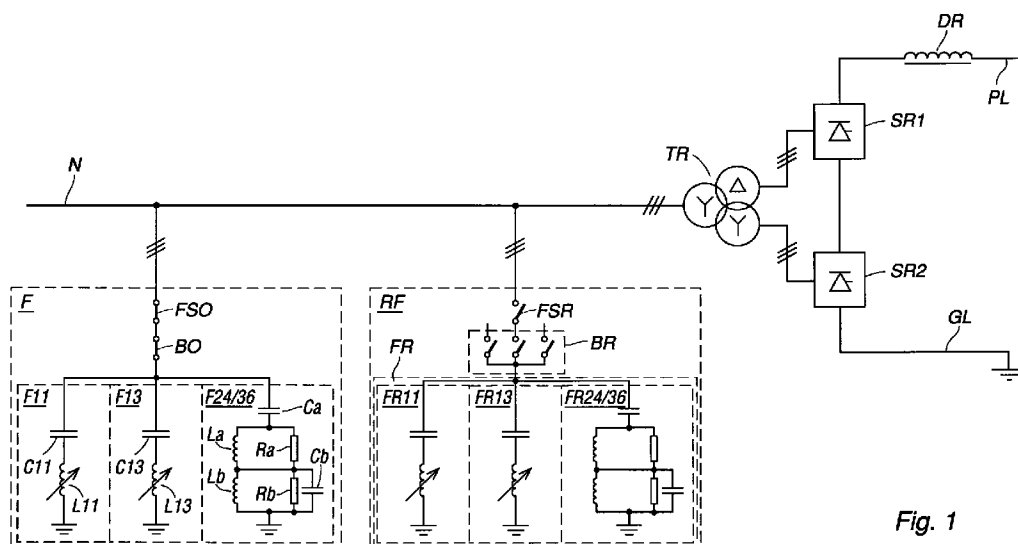 DR
PL
SR1
TR
N
Δ
Y
Y
SR2
F
FSO
BO
RF
FSR
BR
FR
GL
F11
F13
F24/36
Ca
FR11
FR13
FR24/36
La
Ra
Cb
C11
C13
Lb
Rb
L11
L13
Fig. 1